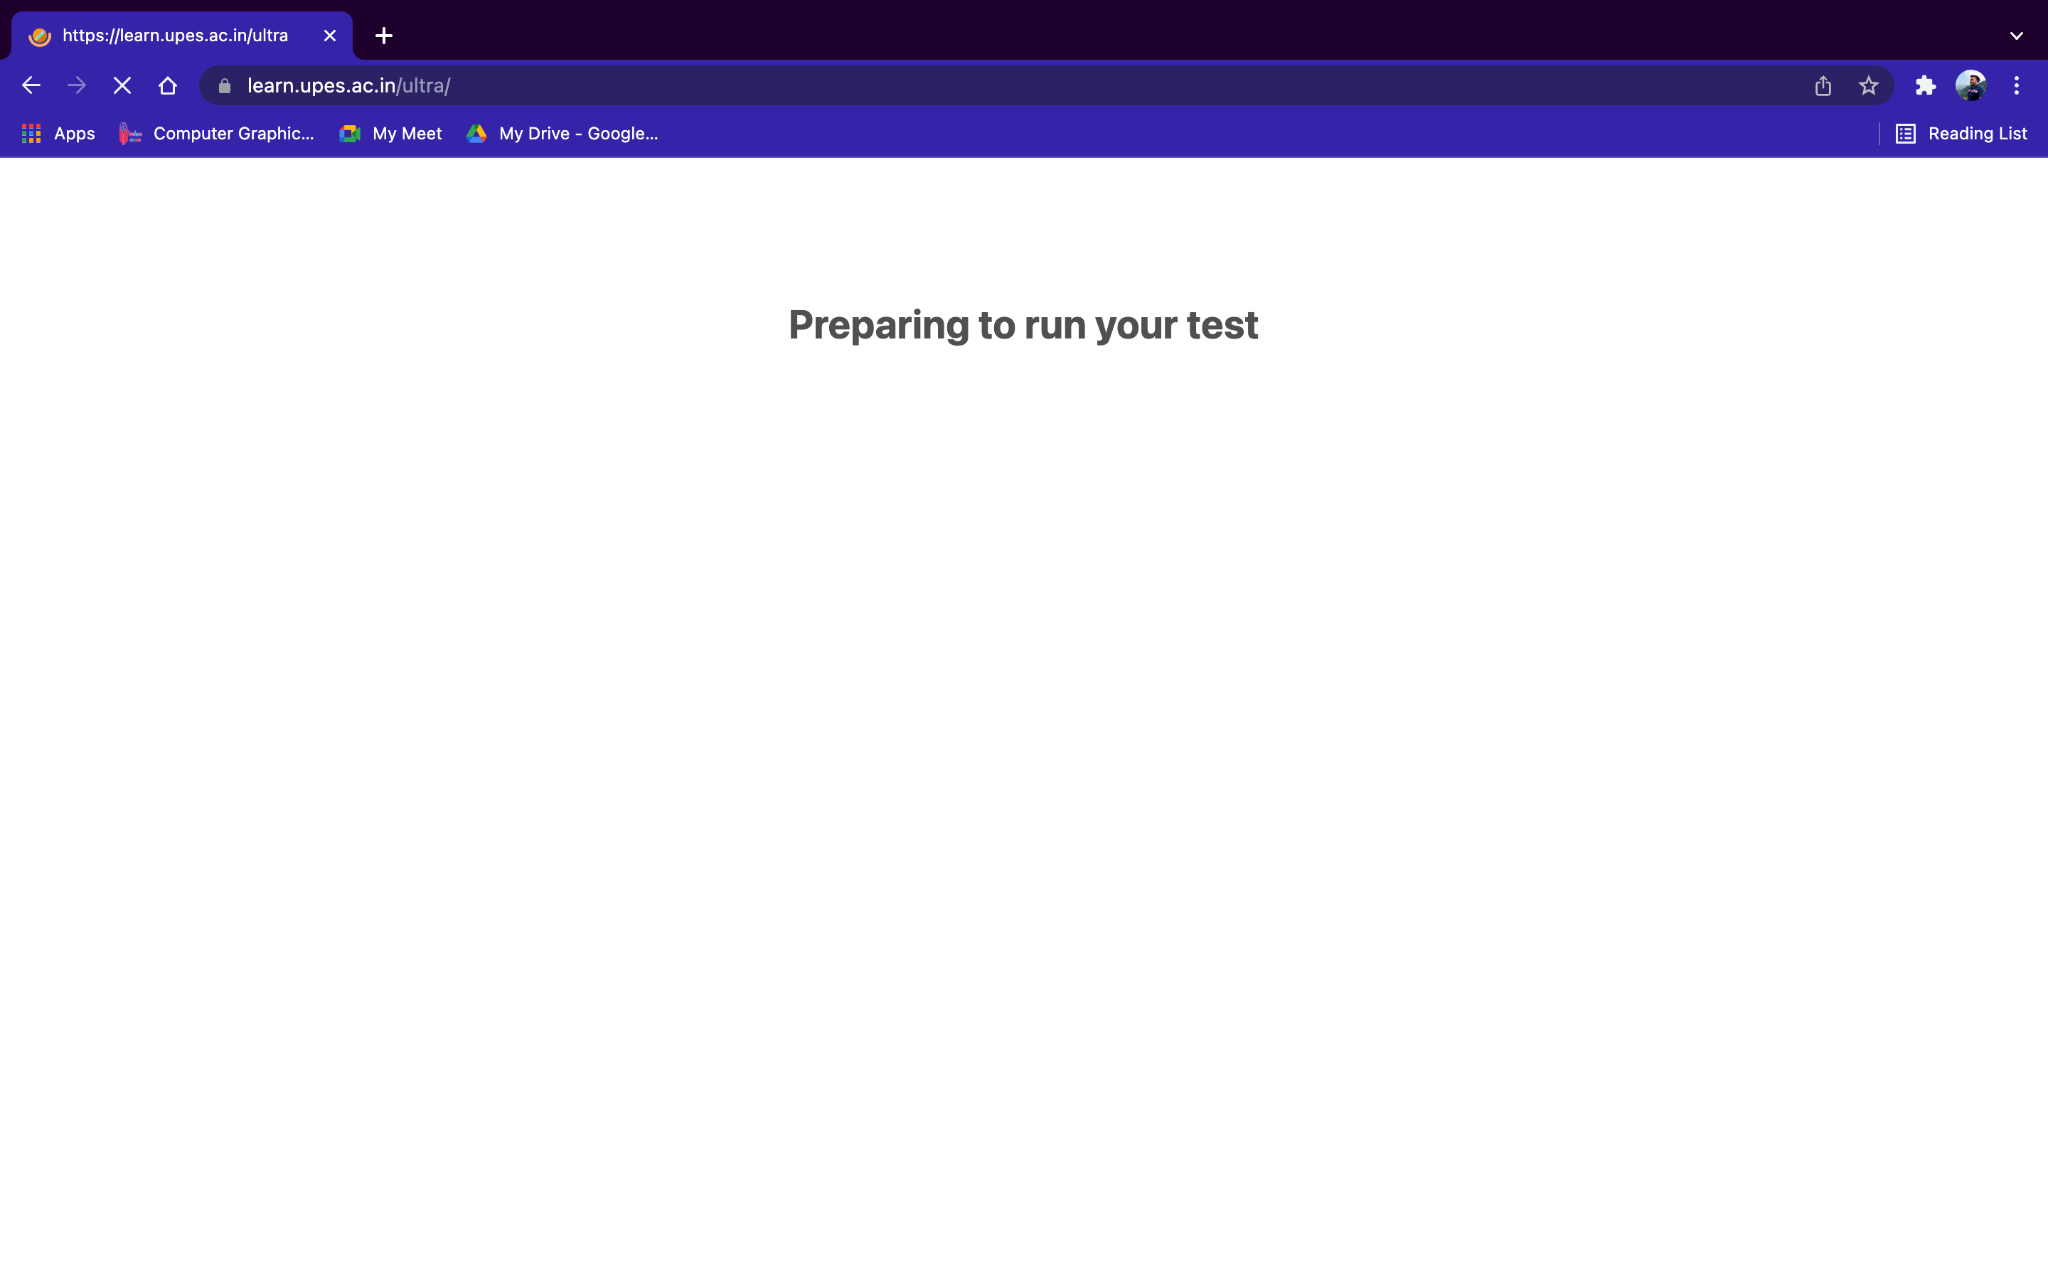 https://learn.upes.ac.in/ultra
learn.upes.ac.in/ultra/
Apps Computer Graphic... My Meet My Drive - Google... Reading List
Preparing to run your test